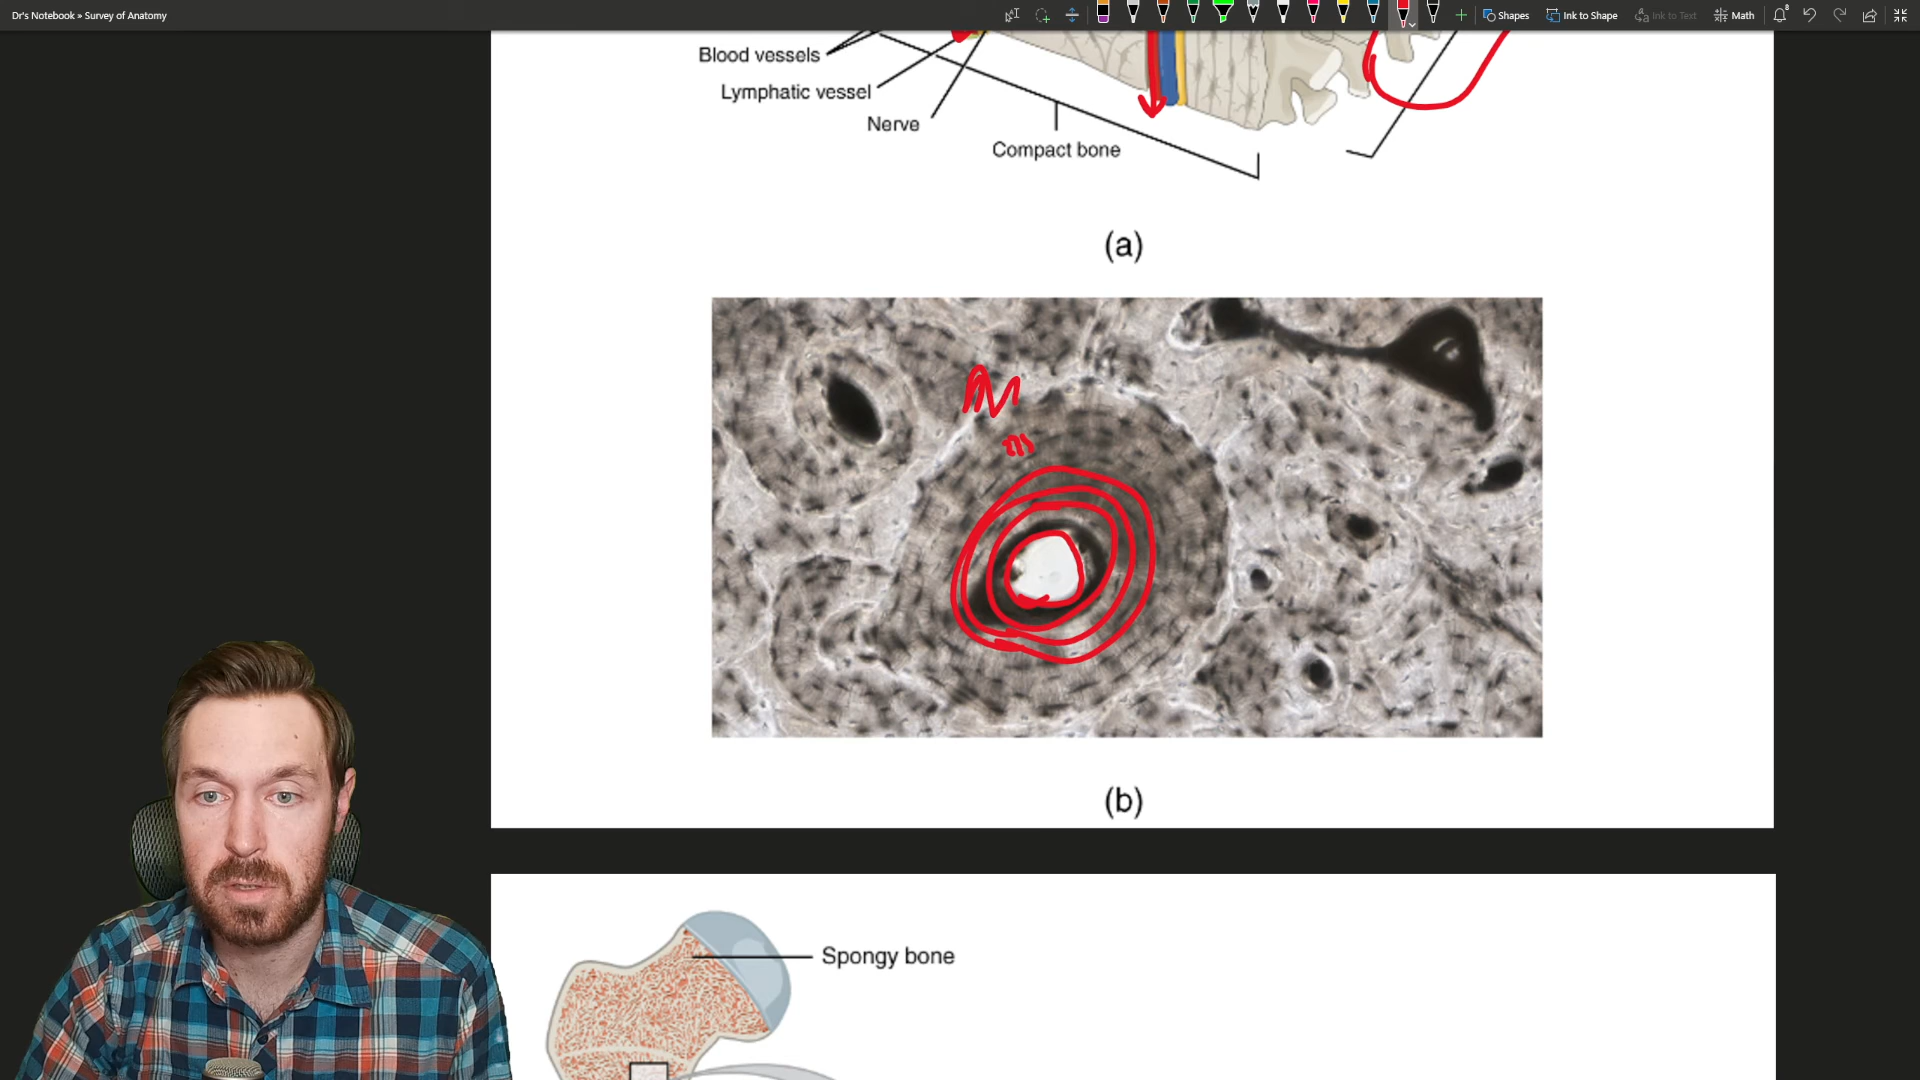 Dr's Notebook » Survey of Anatomy
Shapes
Ink to Shape
Ink to Text
Math
8
Blood vessels
Lymphatic vessel
Nerve
Compact bone
(a)
(b)
Spongy bone